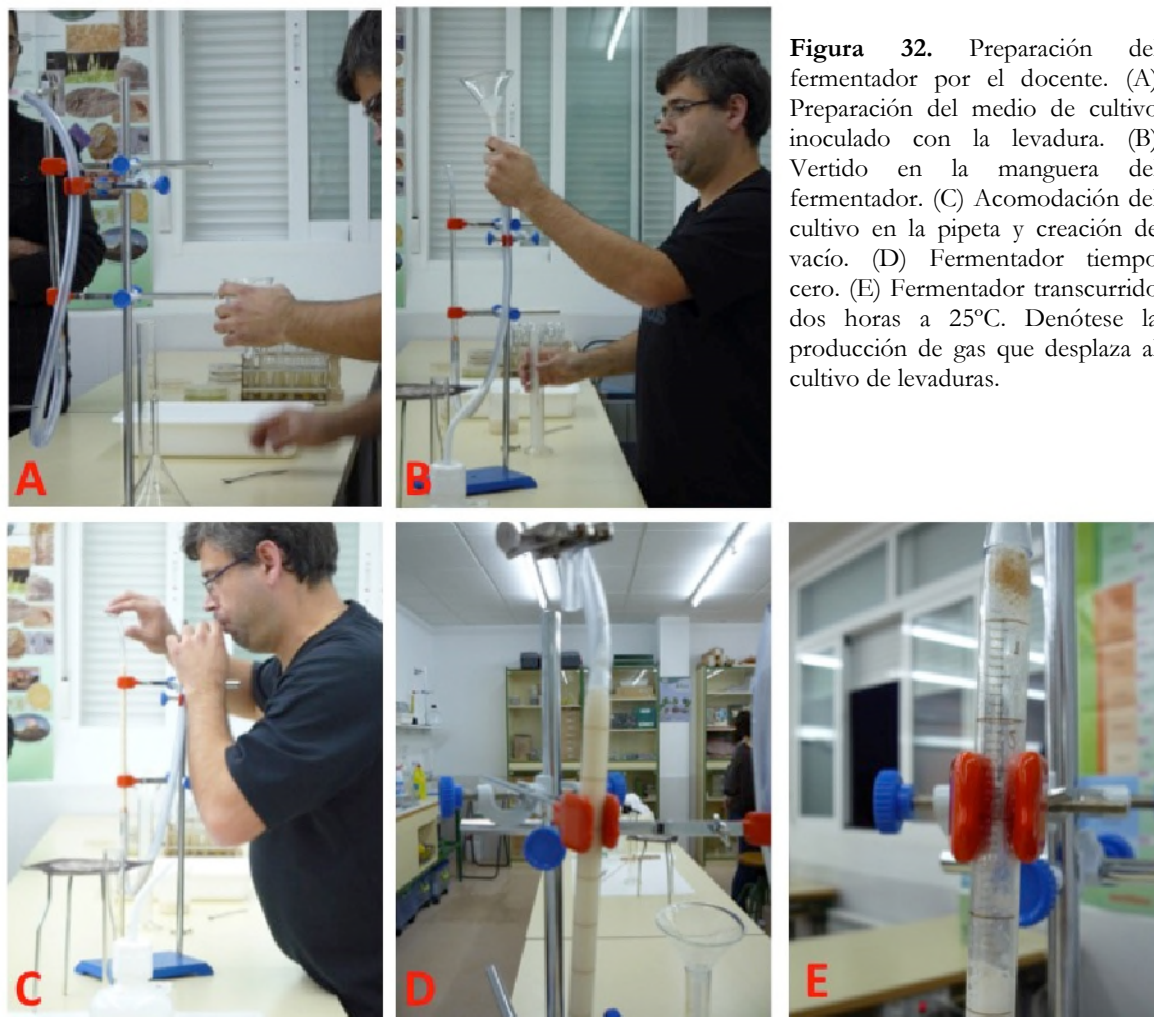 Figura 32. Preparación de
fermentador por el docente. (A)
Preparación del medio de cultivo
inoculado con la levadura. (B)
Vertido en la manguera de
fermentador. (C) Acomodación del
cultivo en la pipeta y creación de
vacío. (D) Fermentador tiempo
cero. (E) Fermentador transcurrido
dos horas a 25ºC. Denótese la
producción de gas que desplaza al
cultivo de levaduras.
A
B
C
D
E